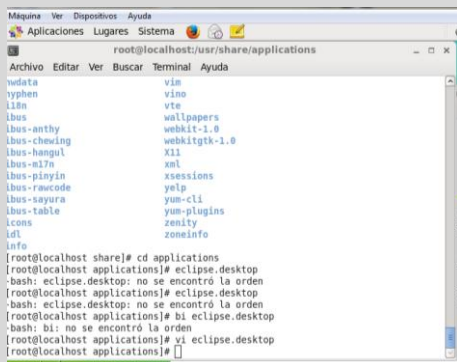 Máquina Ver Dispositivos Ayuda
Aplicaciones Lugares Sistema
root@localhost:/usr/share/applications
Archivo Editar Ver Buscar Terminal Ayuda
hwdata vim
hyphen vino
i18n vte
ibus wallpapers
ibus-anthy webkit-1.0
ibus-chewing webkitgtk-1.0
ibus-hangul X11
ibus-m17n xml
ibus-pinyin xsessions
ibus-rawcode yelp
ibus-sayura yum-cli
ibus-table yum-plugins
icons zenity
idl zoneinfo
info
[root@localhost share]# cd applications
[root@localhost applications]# eclipse.desktop
-bash: eclipse.desktop: no se encontró la orden
[root@localhost applications]# eclipse.desktop
-bash: eclipse.desktop: no se encontró la orden
[root@localhost applications]# bi eclipse.desktop
-bash: bi: no se encontró la orden
[root@localhost applications]# vi eclipse.desktop
[root@localhost applications]#